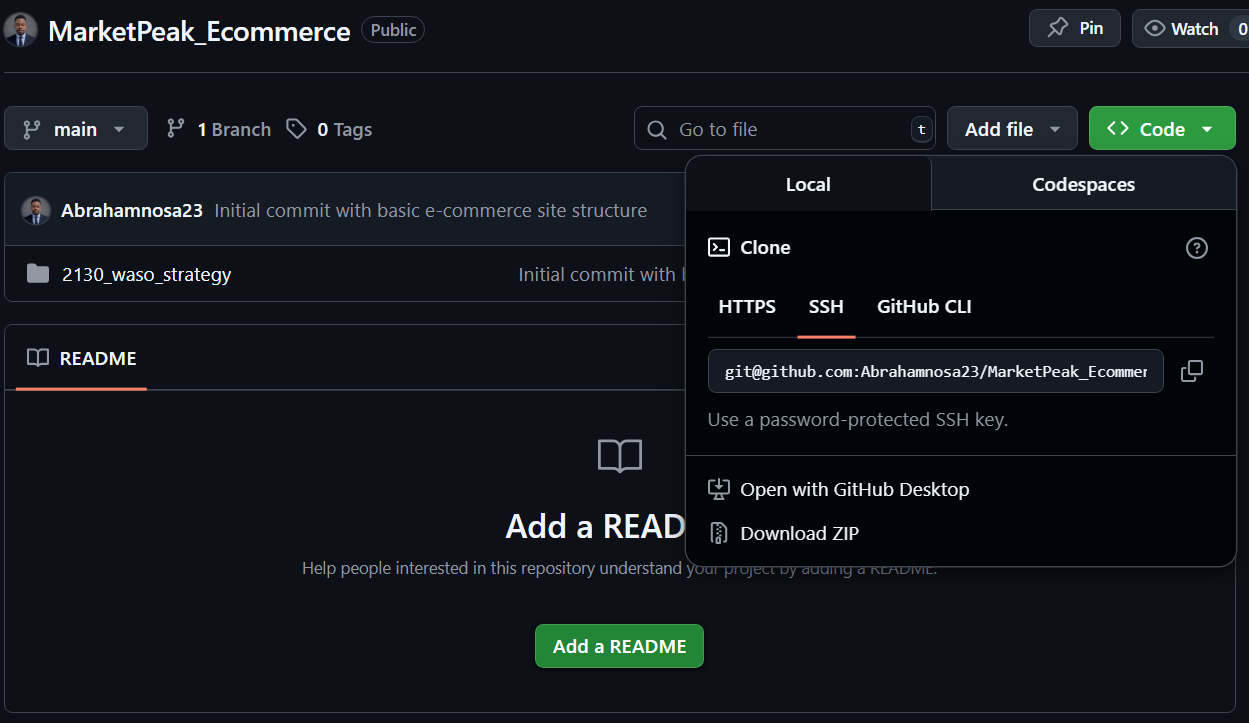 MarketPeak_Ecommerce Public Pin Watch 0
main 1 Branch 0 Tags Go to file t Add file Code
Local Codespaces
Abrahamnosa23 Initial commit with basic e-commerce site structure
Clone
2130_waso_strategy Initial commit with
HTTPS SSH GitHub CLI
README
git@github.com:Abrahamnosa23/MarketPeak_Ecommer
Use a password-protected SSH key.
Open with GitHub Desktop
Add a READ
Download ZIP
Help people interested in this repository understand your project by adding a README.
Add a README